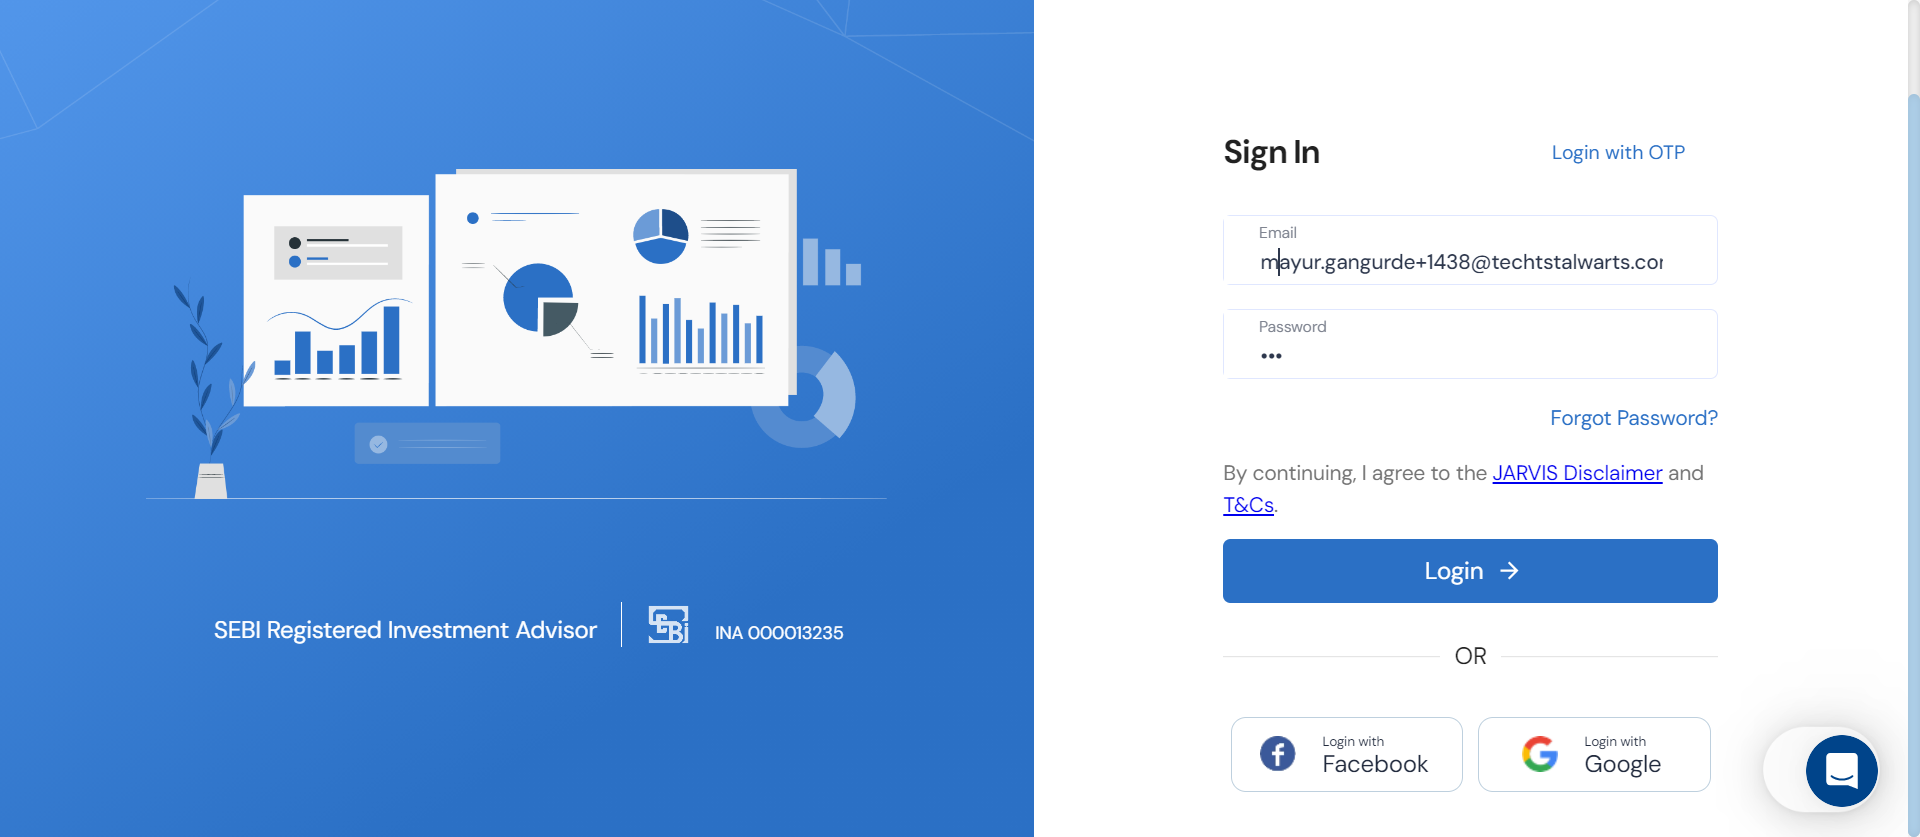 Sign In
Login with OTP
Email
mayur.gangurde+1438@techtstalwarts.cor
Password
•••
Forgot Password?
By continuing, I agree to the JARVIS Disclaimer and
T&Cs.
Login
OR
Login with
Facebook
Login with
Google
SEBI Registered Investment Advisor
SEBI
INA 000013235